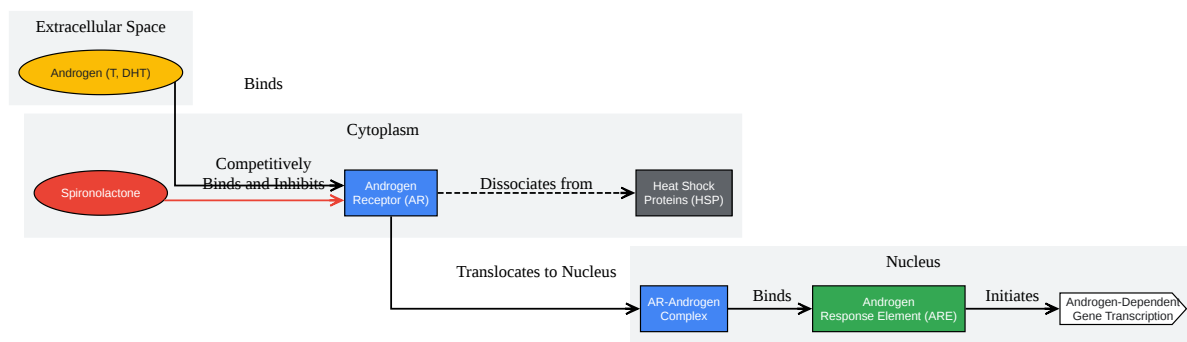 Extracellular Space
Androgen (T, DHT)
Binds
Cytoplasm
Competitively
Binds and Inhibits
Spironolactone
Androgen
Receptor (AR)
Dissociates from
Heat Shock
Proteins (HSP)
Translocates to Nucleus
Nucleus
AR-Androgen
Complex
Binds
Androgen
Response Element (ARE)
Initiates
Androgen-Dependent
Gene Transcription